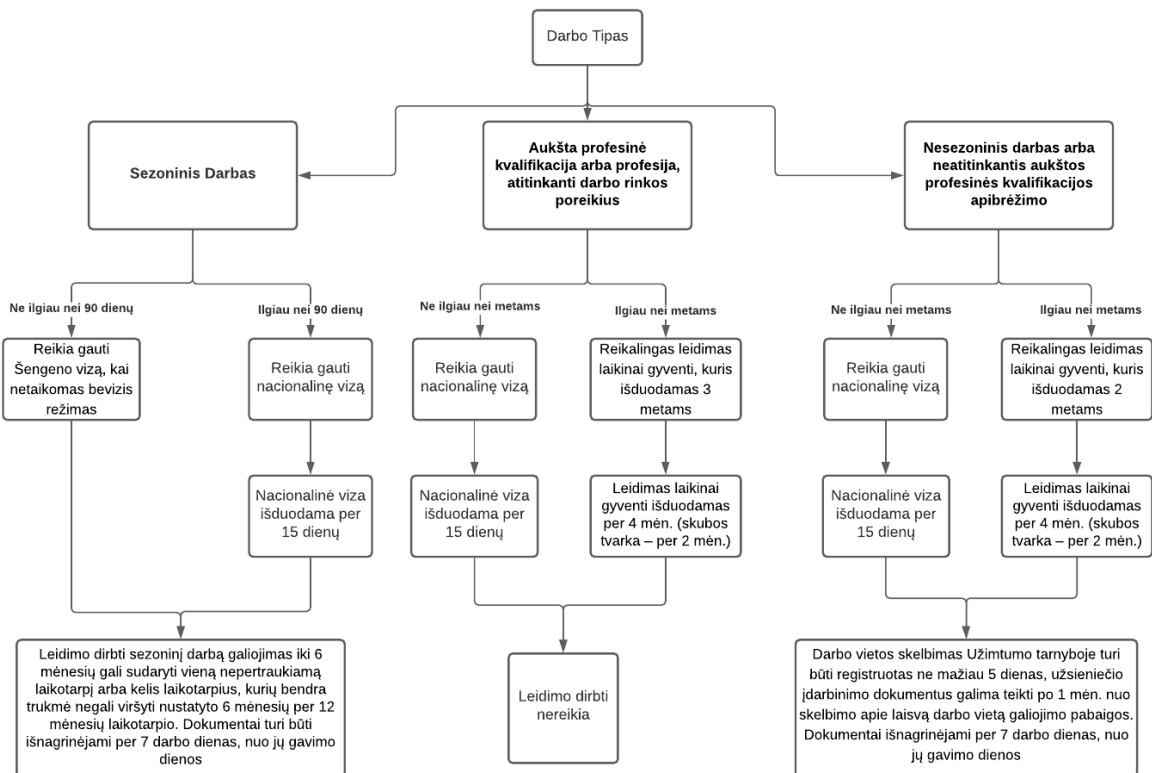 Darbo Tipas
Sezoninis Darbas
Aukšta profesinė
kvalifikacija arba profesija,
atitinkanti darbo rinkos
poreikius
Nesezoninis darbas arba
neatitinkantis aukštos
profesinės kvalifikacijos
apibrėžimo
Ne ilgiau nei 90 dienų
Ilgiau nei 90 dienų
Ne ilgiau nei metams
Ilgiau nei metams
Ne ilgiau nei metams
Ilgiau nei metams
Reikia gauti
Šengeno vizą, kai
netaikomas bevizis
režimas
Reikia gauti
nacionalinę vizą
Reikia gauti
nacionalinę vizą
Reikalingas leidimas
laikinai gyventi, kuris
išduodamas 3
metams
Reikia gauti
nacionalinę vizą
Reikalingas leidimas
laikinai gyventi, kuris
išduodamas 2
metams
Nacionalinė viza
išduodama per
15 dienų
Nacionalinė viza
išduodama per
15 dienų
Leidimas laikinai
gyventi išduodamas
per 4 mėn. (skubos
tvarka – per 2 mėn.)
Nacionalinė viza
išduodama per
15 dienų
Leidimas laikinai
gyventi išduodamas
per 4 mėn. (skubos
tvarka – per 2 mėn.)
Leidimo dirbti sezoninį darbą galiojimas iki 6
mėnesių gali sudaryti vieną nepertraukiamą
laikotarpį arba kelis laikotarpius, kurių bendra
trukmė negali viršyti nustatyto 6 mėnesių per 12
mėnesių laikotarpio. Dokumentai turi būti
išnagrinėjami per 7 darbo dienas, nuo jų gavimo
dienos
Leidimo dirbti
nereikia
Darbo vietos skelbimas Užimtumo tarnyboje turi
būti registruotas ne mažiau 5 dienas, užsieniečio
įdarbinimo dokumentus galima teikti po 1 mėn. nuo
skelbimo apie laisvą darbo vietą galiojimo pabaigos.
Dokumentai išnagrinėjami per 7 darbo dienas, nuo
jų gavimo dienos